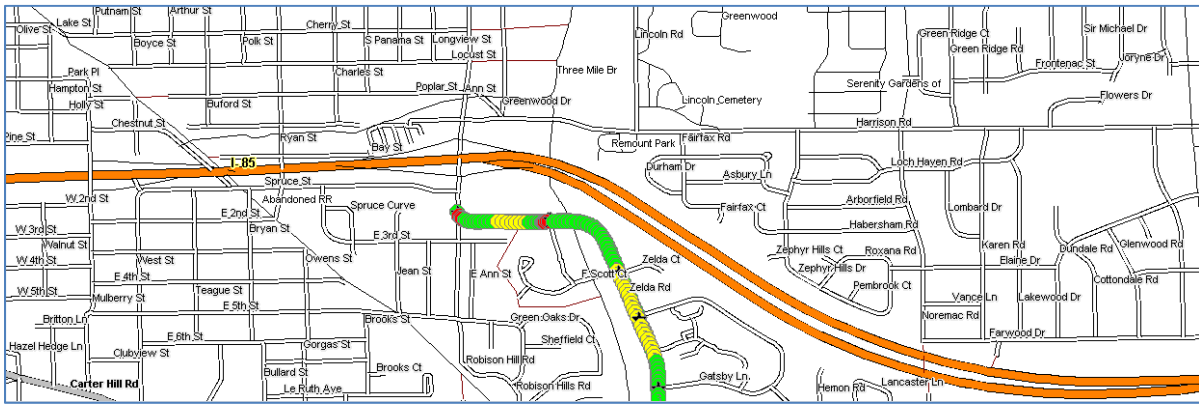 Putnam St
Arthur St
Greenwood
Lake St
Cherry St
Olive St
Boyce St
Polk St
S Panama St
Longview St
Lincoln Rd
Green Ridge Ct
Sir Michael Dr
Green Ridge Rd
Joryne Dr
Locust St
Frontenac St
Park Pl
Charles St
Three Mile Br
Hampton St
Poplar St
Ann St
Serenity Gardens of
Holly St
Buford St
Greenwood Dr
Lincoln Cemetery
Flowers Dr
Chestnut St
Harrison Rd
Pine St
Ryan St
Fairfax Rd
Bay St
Remount Park
I-85
Durham Dr
Loch Haven Rd
Asbury Ln
Spruce St
W 2nd St
Abandoned RR
Spruce Curve
Arborfield Rd
E 2nd St
Fairfax Ct
Lombard Dr
W 3rd St
Bryan St
E 3rd St
Habersham Rd
Walnut St
Karen Rd
Dundale Rd
Glenwood Rd
Zephyr Hills Ct
Roxana Rd
W 4th St
West St
Owens St
Zelda Ct
Elaine Dr
E 4th St
Jean St
E Ann St
F Scott Ct
Zephyr Hills Dr
Cottondale Rd
W 5th St
Teague St
Zelda Rd
Pembrook Ct
Mulberry St
E 5th St
Vance Ln
Lakewood Dr
Britton Ln
Brooks St
Green Oaks Dr
Noremac Rd
E 6th St
Farwood Dr
Hazel Hedge Ln
Gorgas St
Sheffield Ct
Clubview St
Robison Hill Rd
Bullard St
Brooks Ct
Gatsby Ln
Carter Hill Rd
Le Ruth Ave
Robison Hills Rd
Hemon Rd
Lancaster Ln